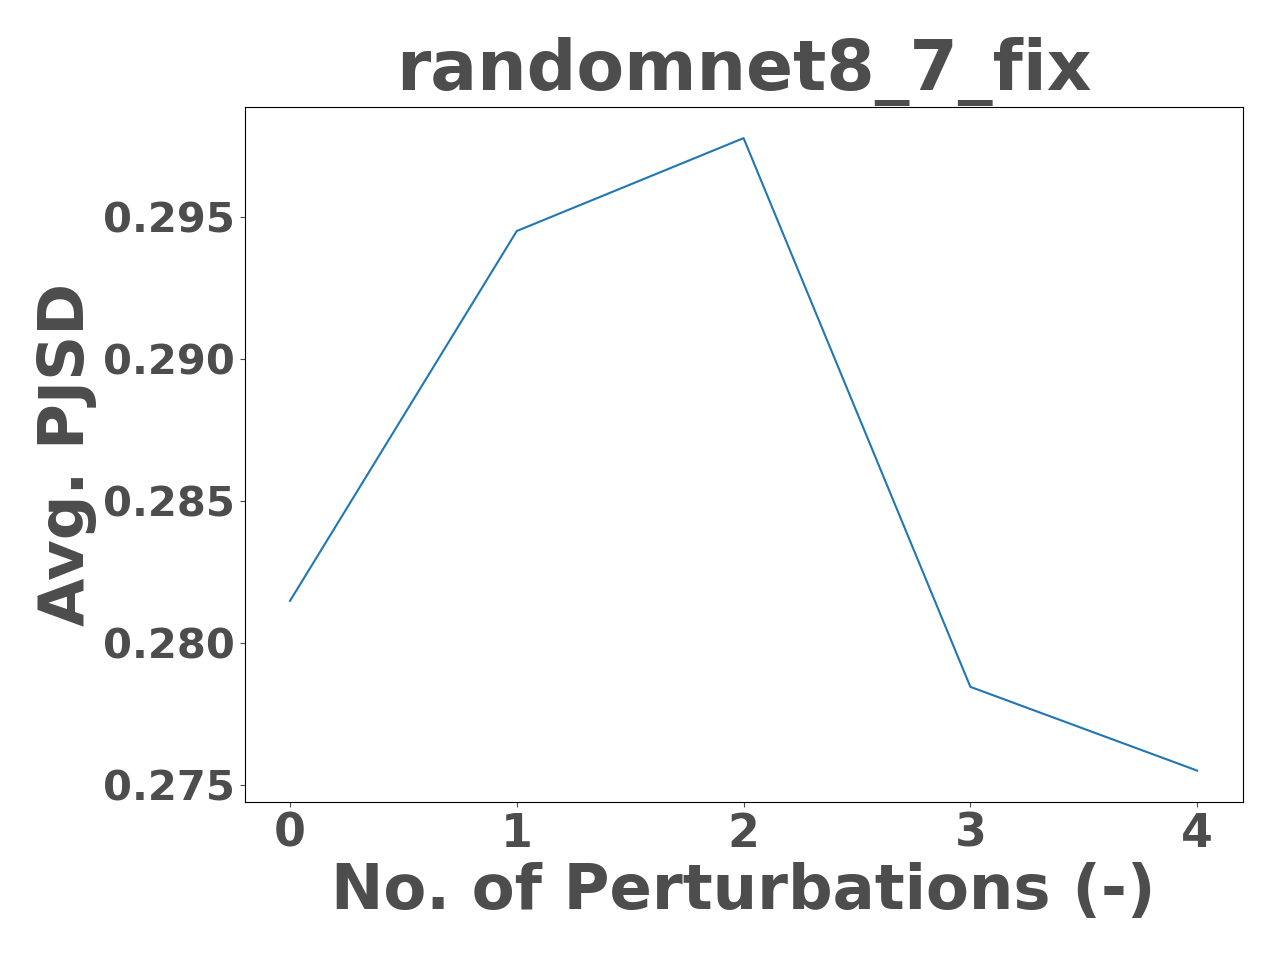 randomnet8_7_fix
Avg. PJSD
0.295
0.290
0.285
0.280
0.275
0 1 2 3 4
No. of Perturbations (-)